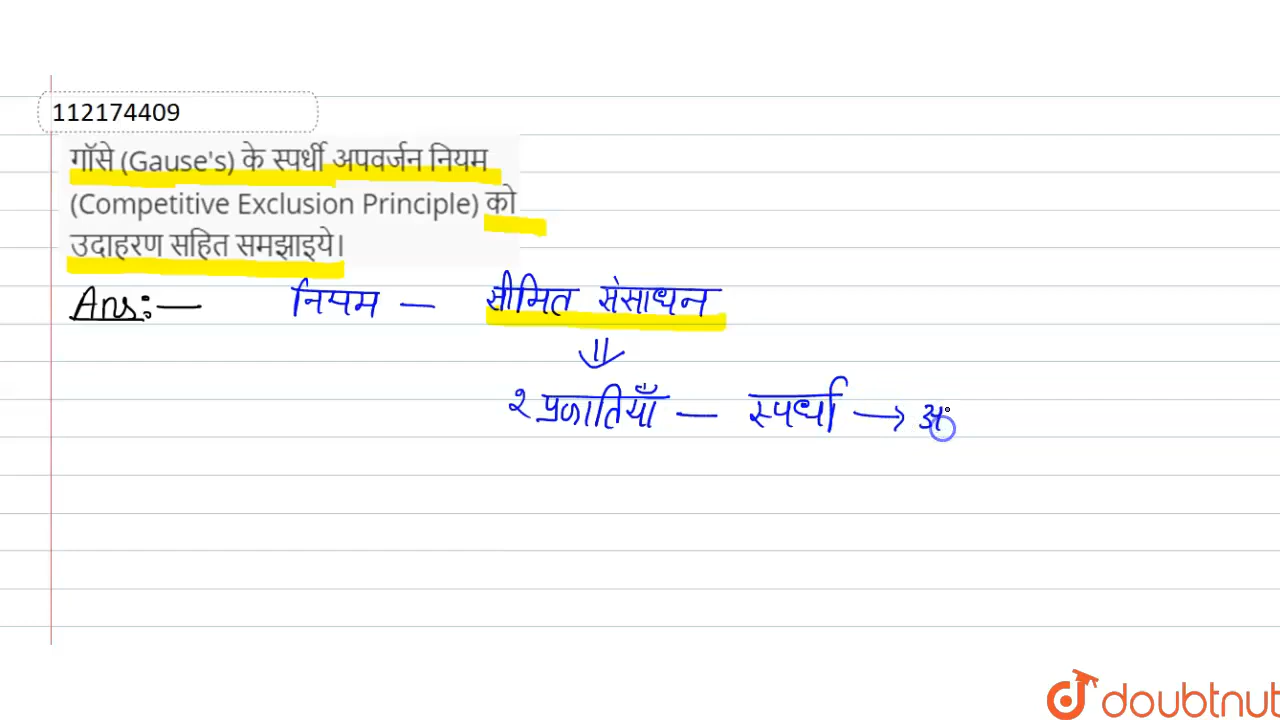 112174409
गॉसे (Gause's) के स्पर्धी अपवर्जन नियम
(Competitive Exclusion Principle) को
उदाहरण सहित समझाइये।
Ans:— नियम — सीमित संसाधन
⇓
२ प्रजातियाँ — स्पर्धा → अ
doubtnut